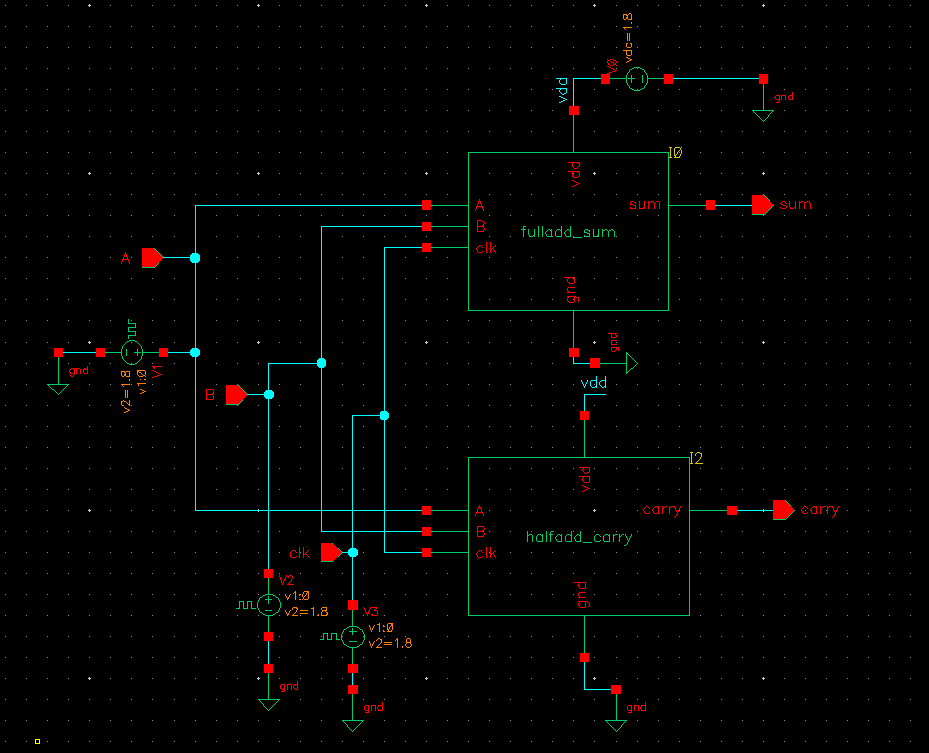 vdc=1.8
V0
vdd
gnd
I0
vdd
A
sum
sum
B
fulladd_sum
clk
A
gnd
gnd
gnd
V1
v1:0
v2=1.8
vdd
B
I2
vdd
A
carry
carry
B
halfadd_carry
clk
clk
V2
v1:0
v2=1.8
gnd
V3
v1:0
v2=1.8
gnd
gnd
gnd